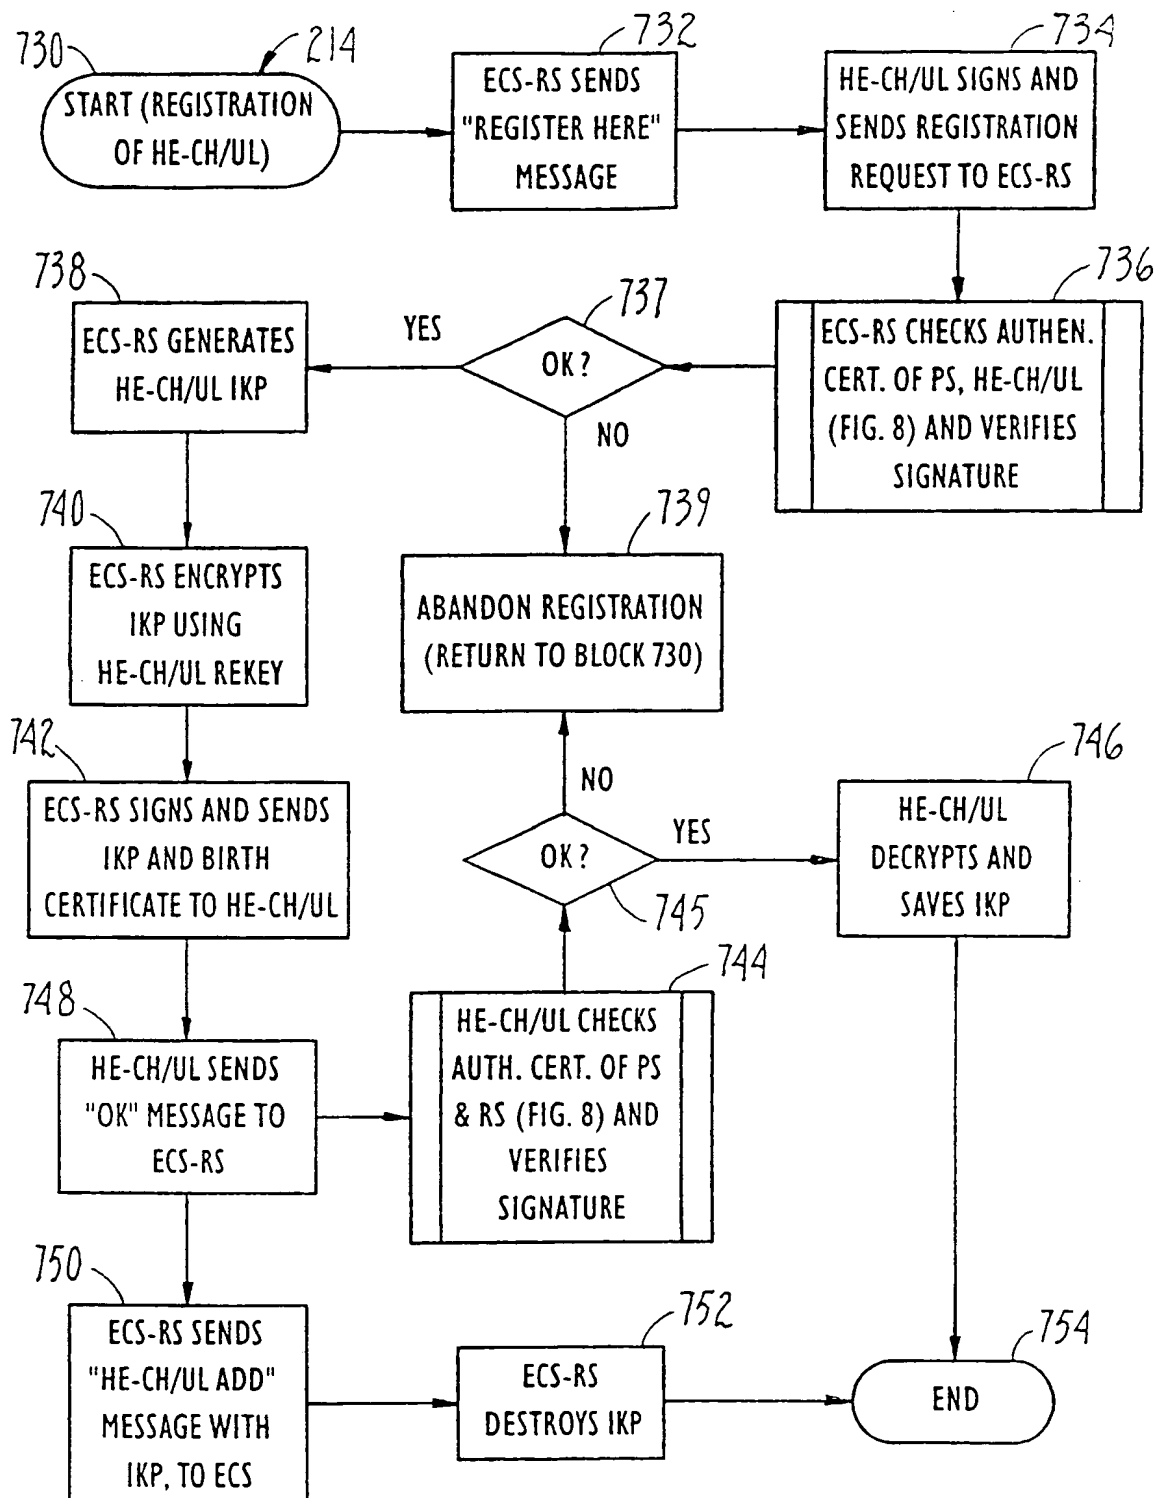 730
214
START (REGISTRATION
OF HE-CH/UL)
732
ECS-RS SENDS
"REGISTER HERE"
MESSAGE
734
HE-CH/UL SIGNS AND
SENDS REGISTRATION
REQUEST TO ECS-RS
736
ECS-RS CHECKS AUTHEN.
CERT. OF PS, HE-CH/UL
(FIG. 8) AND VERIFIES
SIGNATURE
737
OK?
YES
NO
738
ECS-RS GENERATES
HE-CH/UL IKP
739
ABANDON REGISTRATION
(RETURN TO BLOCK 730)
740
ECS-RS ENCRYPTS
IKP USING
HE-CH/UL REKEY
742
ECS-RS SIGNS AND SENDS
IKP AND BIRTH
CERTIFICATE TO HE-CH/UL
748
HE-CH/UL SENDS
"OK" MESSAGE TO
ECS-RS
744
HE-CH/UL CHECKS
AUTH. CERT. OF PS
& RS (FIG. 8) AND
VERIFIES
SIGNATURE
NO
OK?
YES
745
746
HE-CH/UL
DECRYPTS AND
SAVES IKP
750
ECS-RS SENDS
"HE-CH/UL ADD"
MESSAGE WITH
IKP, TO ECS
752
ECS-RS
DESTROYS IKP
754
END